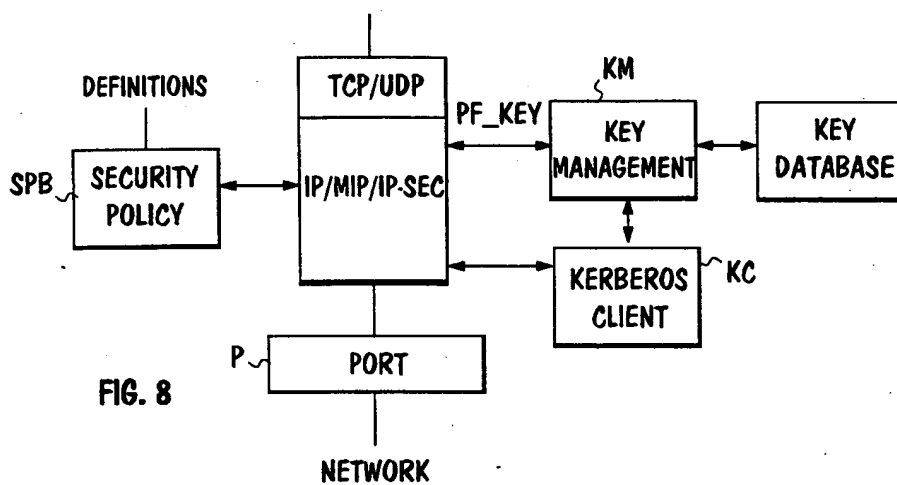 DEFINITIONS
SPB
SECURITY
POLICY
TCP/UDP
IP/MIP/IP-SEC
PF_KEY
KM
KEY
MANAGEMENT
KEY
DATABASE
KERBEROS
CLIENT
KC
P
PORT
FIG. 8
NETWORK